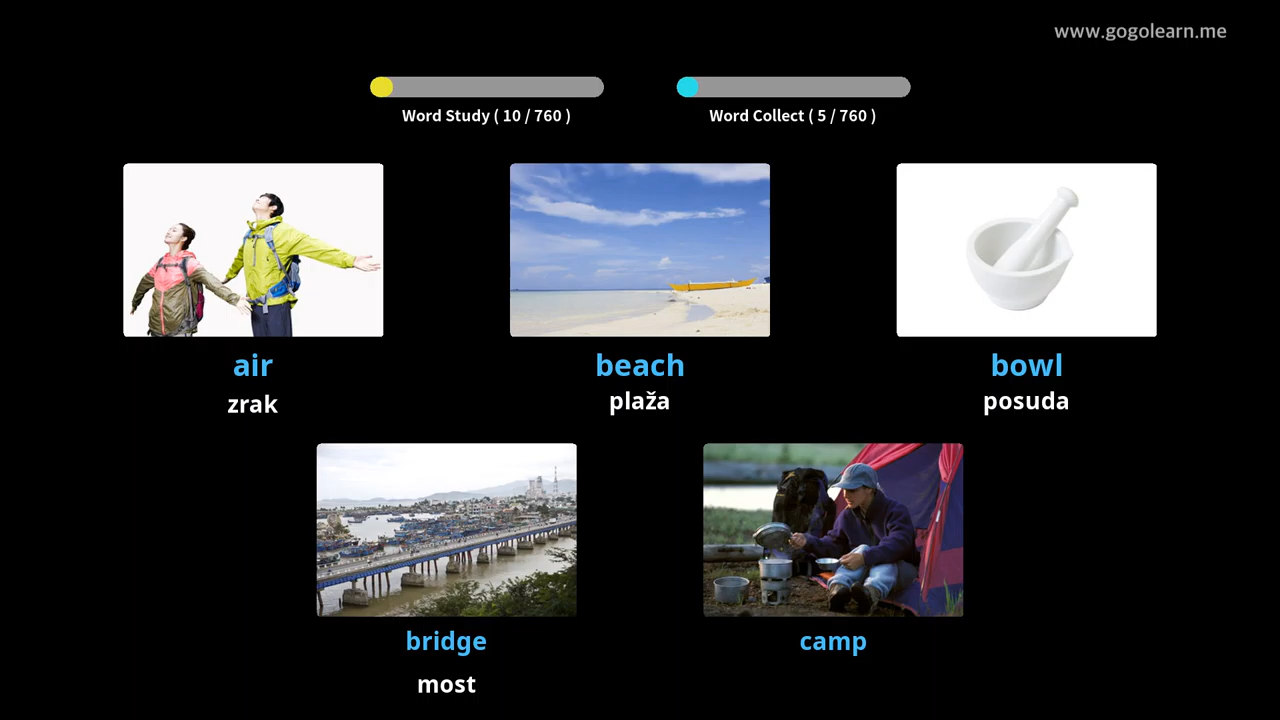 www.gogolearn.me
Word Study ( 10 / 760 )
Word Collect ( 5 / 760 )
air
beach
bowl
zrak
plaža
posuda
bridge
camp
most